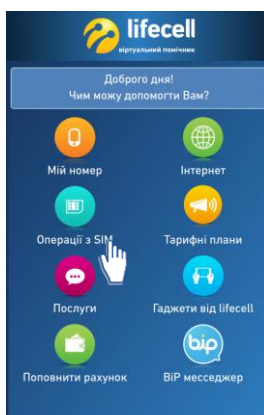 lifecell
віртуальний помічник
Доброго дня!
Чим можу допомогти Вам?
Мій номер
Інтернет
Операції з SIM
Тарифні плани
Послуги
Гаджети від lifecell
bip
Поповнити рахунок
BiP месседжер